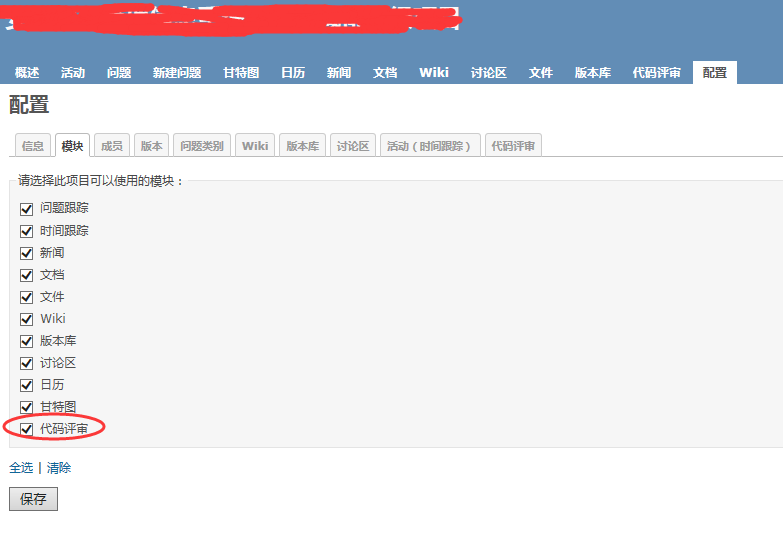 概述 活动 问题 新建问题 甘特图 日历 新闻 文档 Wiki 讨论区 文件 版本库 代码评审 配置
配置
信息 模块 成员 版本 问题类别 Wiki 版本库 讨论区 活动（时间跟踪） 代码评审
请选择此项目可以使用的模块：
问题跟踪
时间跟踪
新闻
文档
文件
Wiki
版本库
讨论区
日历
甘特图
代码评审
全选 | 清除
保存